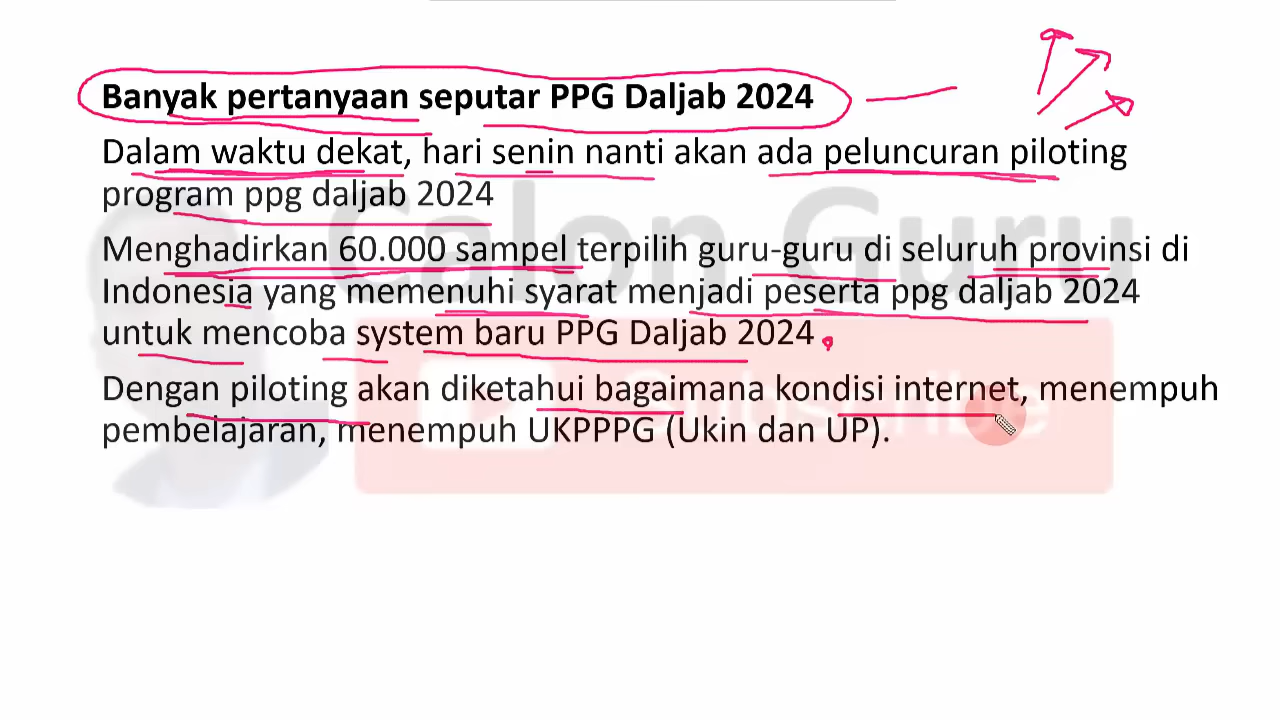 Banyak pertanyaan seputar PPG Daljab 2024
Dalam waktu dekat, hari senin nanti akan ada peluncuran piloting
program ppg daljab 2024
Menghadirkan 60.000 sampel terpilih guru-guru di seluruh provinsi di
Indonesia yang memenuhi syarat menjadi peserta ppg daljab 2024
untuk mencoba system baru PPG Daljab 2024
Dengan piloting akan diketahui bagaimana kondisi internet, menempuh
pembelajaran, menempuh UKPPPG (Ukin dan UP).
Calon Guru
Subscribe